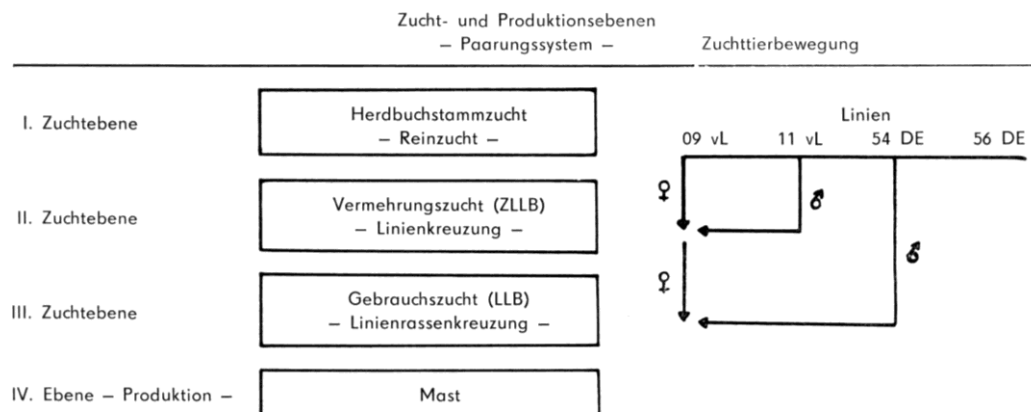 Zucht- und Produktionsebenen
– Paarungssystem –
Zuchttierbewegung
I. Zuchtebene
Herdbuchstammzucht
– Reinzucht –
Linien
09 vL 11 vL 54 DE 56 DE
♀
♂
II. Zuchtebene
Vermehrungszucht (ZLLB)
– Linienkreuzung –
♂
♀
III. Zuchtebene
Gebrauchszucht (LLB)
– Linienrassenkreuzung –
IV. Ebene – Produktion –
Mast